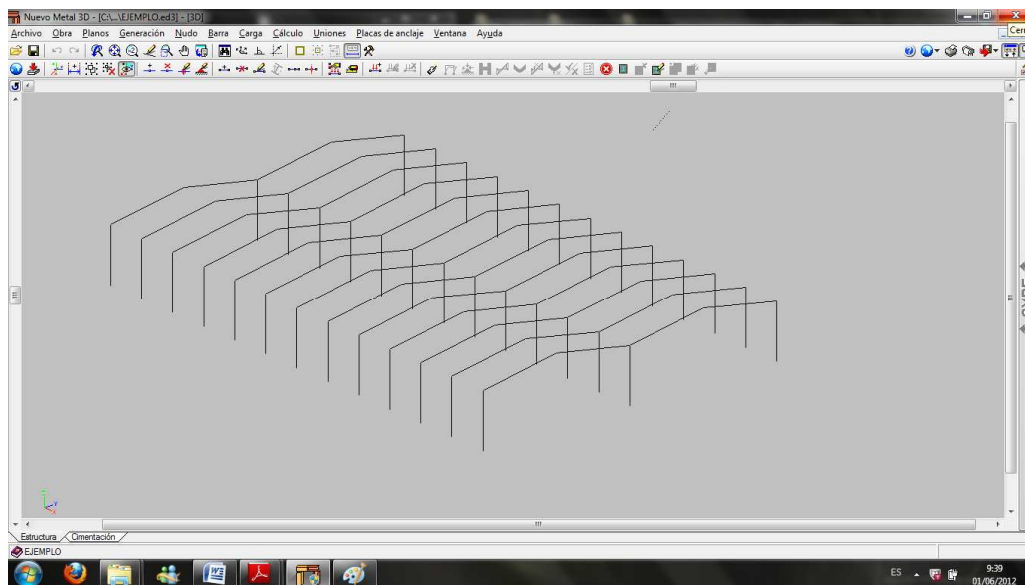 Nuevo Metal 3D - [C:\...\EJEMPLO.ed3] - [3D]
Archivo Obra Planos Generación Nudo Barra Carga Cálculo Uniones Placas de anclaje Ventana Ayuda
Cerr
Estructura Cimentación
EJEMPLO
ES
9:39
01/06/2012